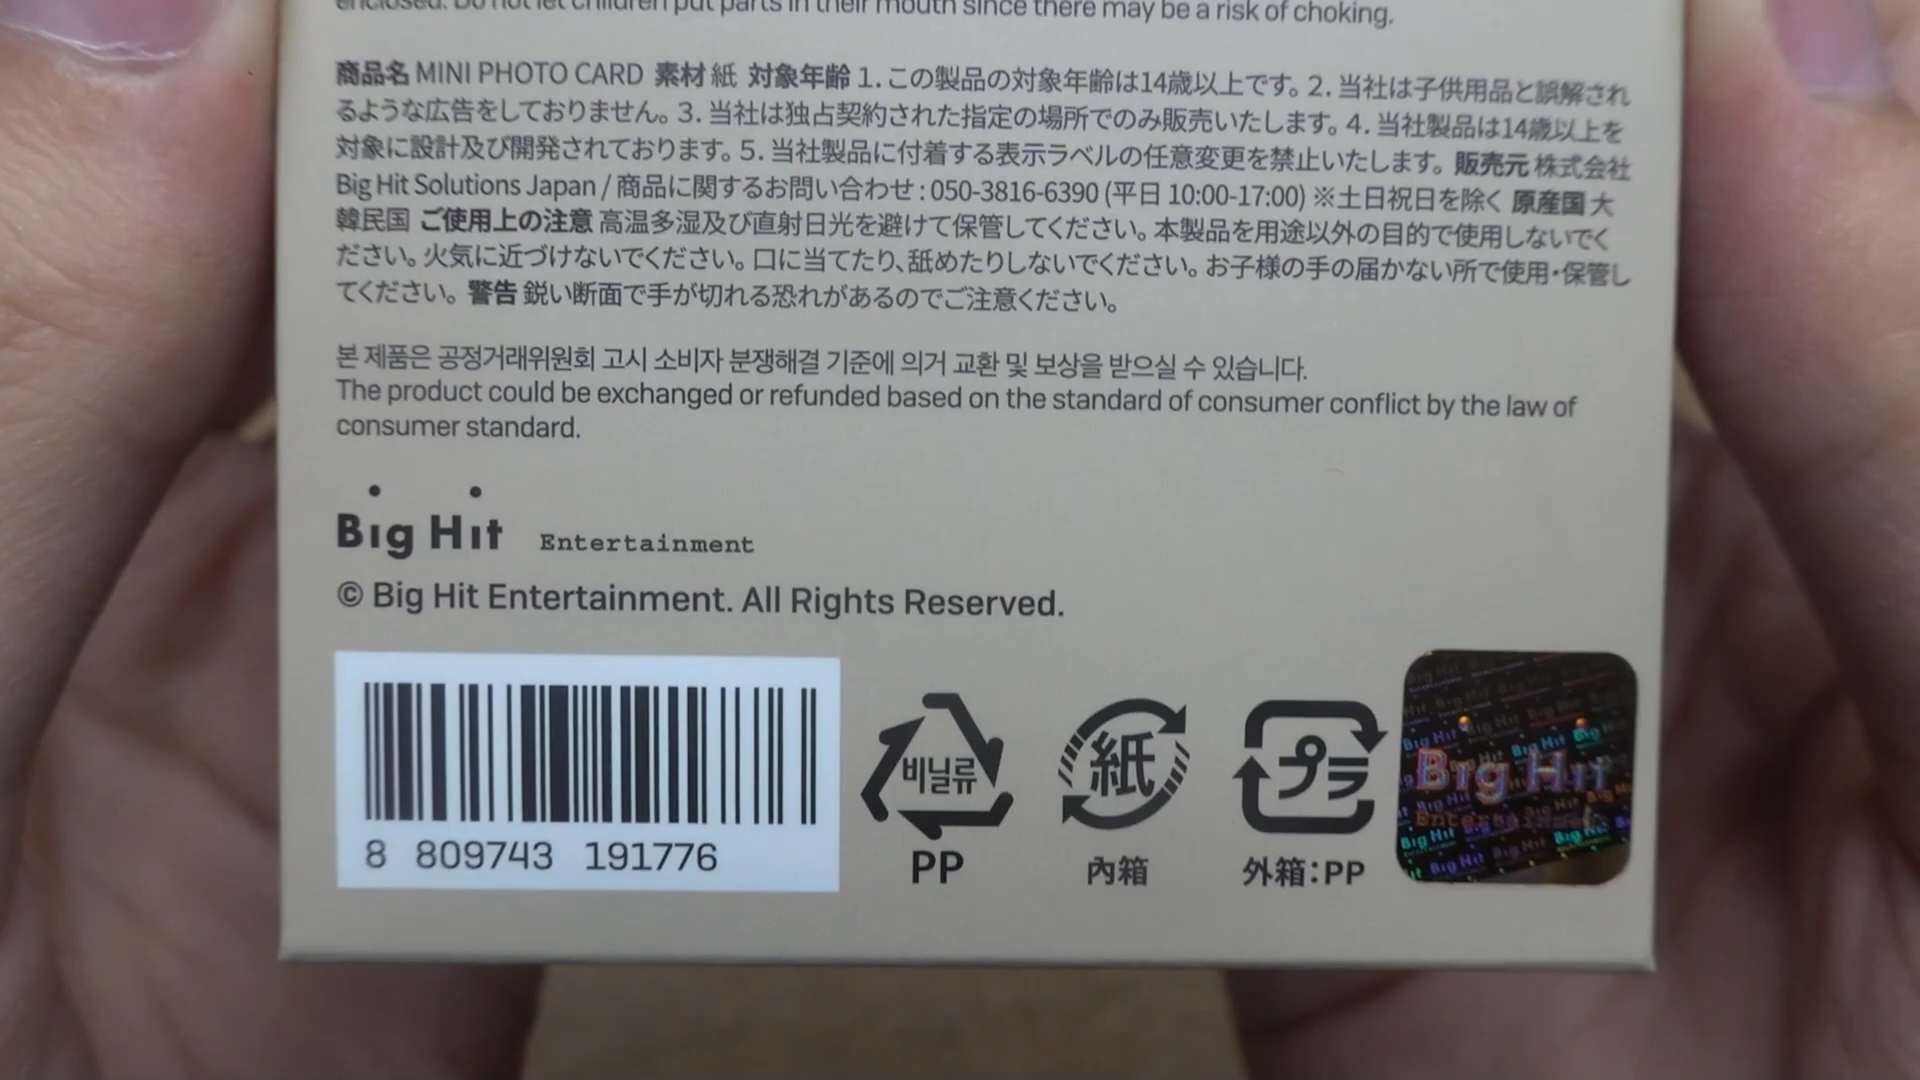 enclosed. Do not let children put parts in their mouth since there may be a risk of choking.
商品名 MINI PHOTO CARD 素材 紙 対象年齢 1. この製品の対象年齢は14歳以上です。2. 当社は子供用品と誤解され
るような広告をしておりません。3. 当社は独占契約された指定の場所でのみ販売いたします。4. 当社製品は14歳以上を
対象に設計及び開発されております。5. 当社製品に付着する表示ラベルの任意変更を禁止いたします。販売元 株式会社
Big Hit Solutions Japan / 商品に関するお問い合わせ : 050-3816-6390 (平日 10:00-17:00) ※土日祝日を除く 原産国 大
韓民国 ご使用上の注意 高温多湿及び直射日光を避けて保管してください。本製品を用途以外の目的で使用しないでく
ださい。火気に近づけないでください。口に当てたり、舐めたりしないでください。お子様の手の届かない所で使用・保管し
てください。警告 鋭い断面で手が切れる恐れがあるのでご注意ください。
본 제품은 공정거래위원회 고시 소비자 분쟁해결 기준에 의거 교환 및 보상을 받으실 수 있습니다.
The product could be exchanged or refunded based on the standard of consumer conflict by the law of
consumer standard.
Big Hit Entertainment
© Big Hit Entertainment. All Rights Reserved.
8 809743 191776
비닐류
PP
紙
內箱
プラ
外箱:PP
Big Hit
Entertainment